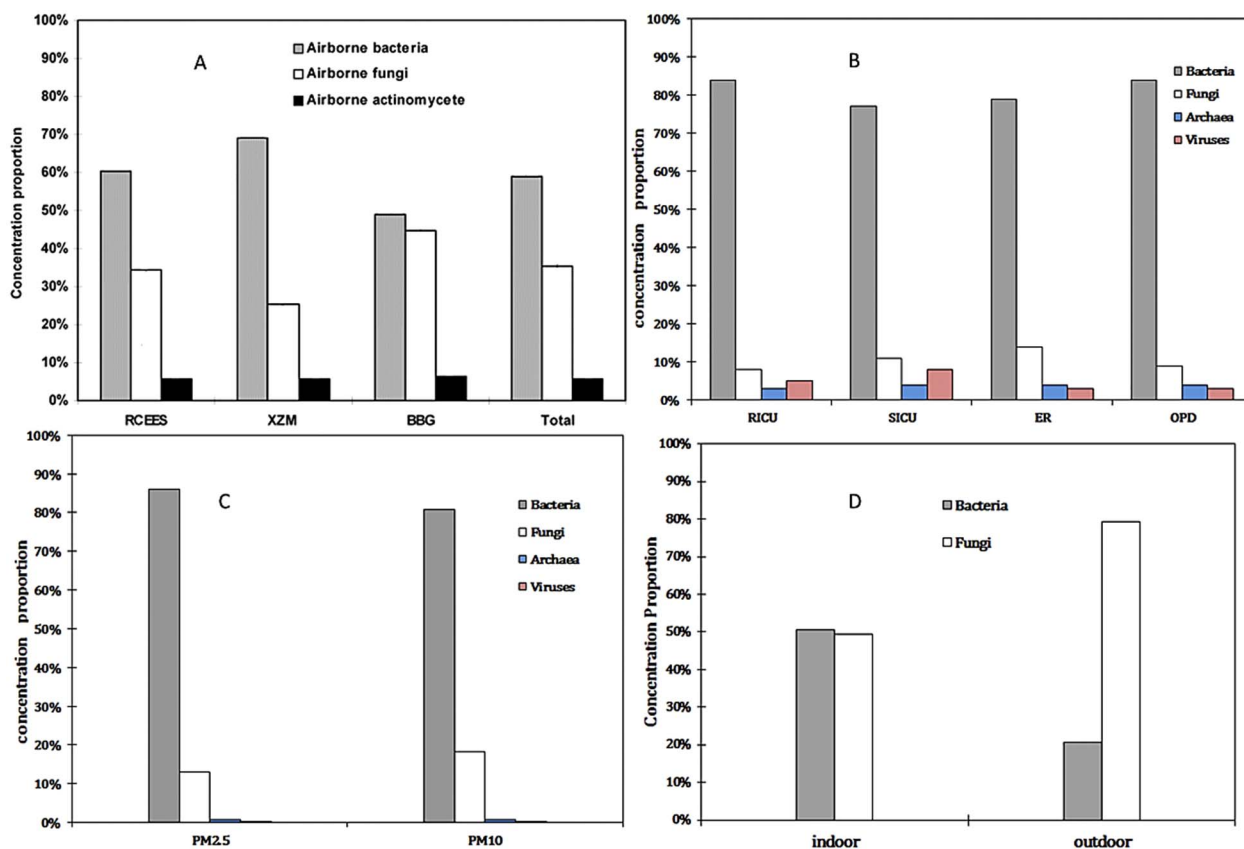 A
Concentration proportion
100%
90%
80%
70%
60%
50%
40%
30%
20%
10%
0%
Airborne bacteria
Airborne fungi
Airborne actinomycete
RCEES XZM BBG Total
B
concentration proportion
100%
90%
80%
70%
60%
50%
40%
30%
20%
10%
0%
Bacteria
Fungi
Archaea
Viruses
RICU SICU ER OPD
C
concentration proportion
100%
90%
80%
70%
60%
50%
40%
30%
20%
10%
0%
Bacteria
Fungi
Archaea
Viruses
PM2.5 PM10
D
Concentration Proportion
100%
90%
80%
70%
60%
50%
40%
30%
20%
10%
0%
Bacteria
Fungi
indoor outdoor